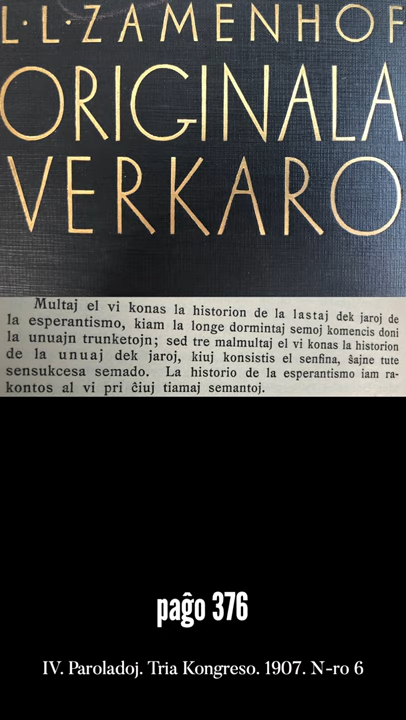 L·L·ZAMENHOF
ORIGINALA
VERKARO
Multaj el vi konas la historion de la lastaj dek jaroj de
la esperantismo, kiam la longe dormintaj semoj komencis doni
la unuajn trunketojn; sed tre malmultaj el vi konas la historion
de la unuaj dek jaroj, kiuj konsistis el senfina, ŝajne tute
sensukcesa semado. La historio de la esperantismo iam ra-
kontos al vi pri ĉiuj tiamaj semantoj.
paĝo 376
IV. Paroladoj. Tria Kongreso. 1907. N-ro 6